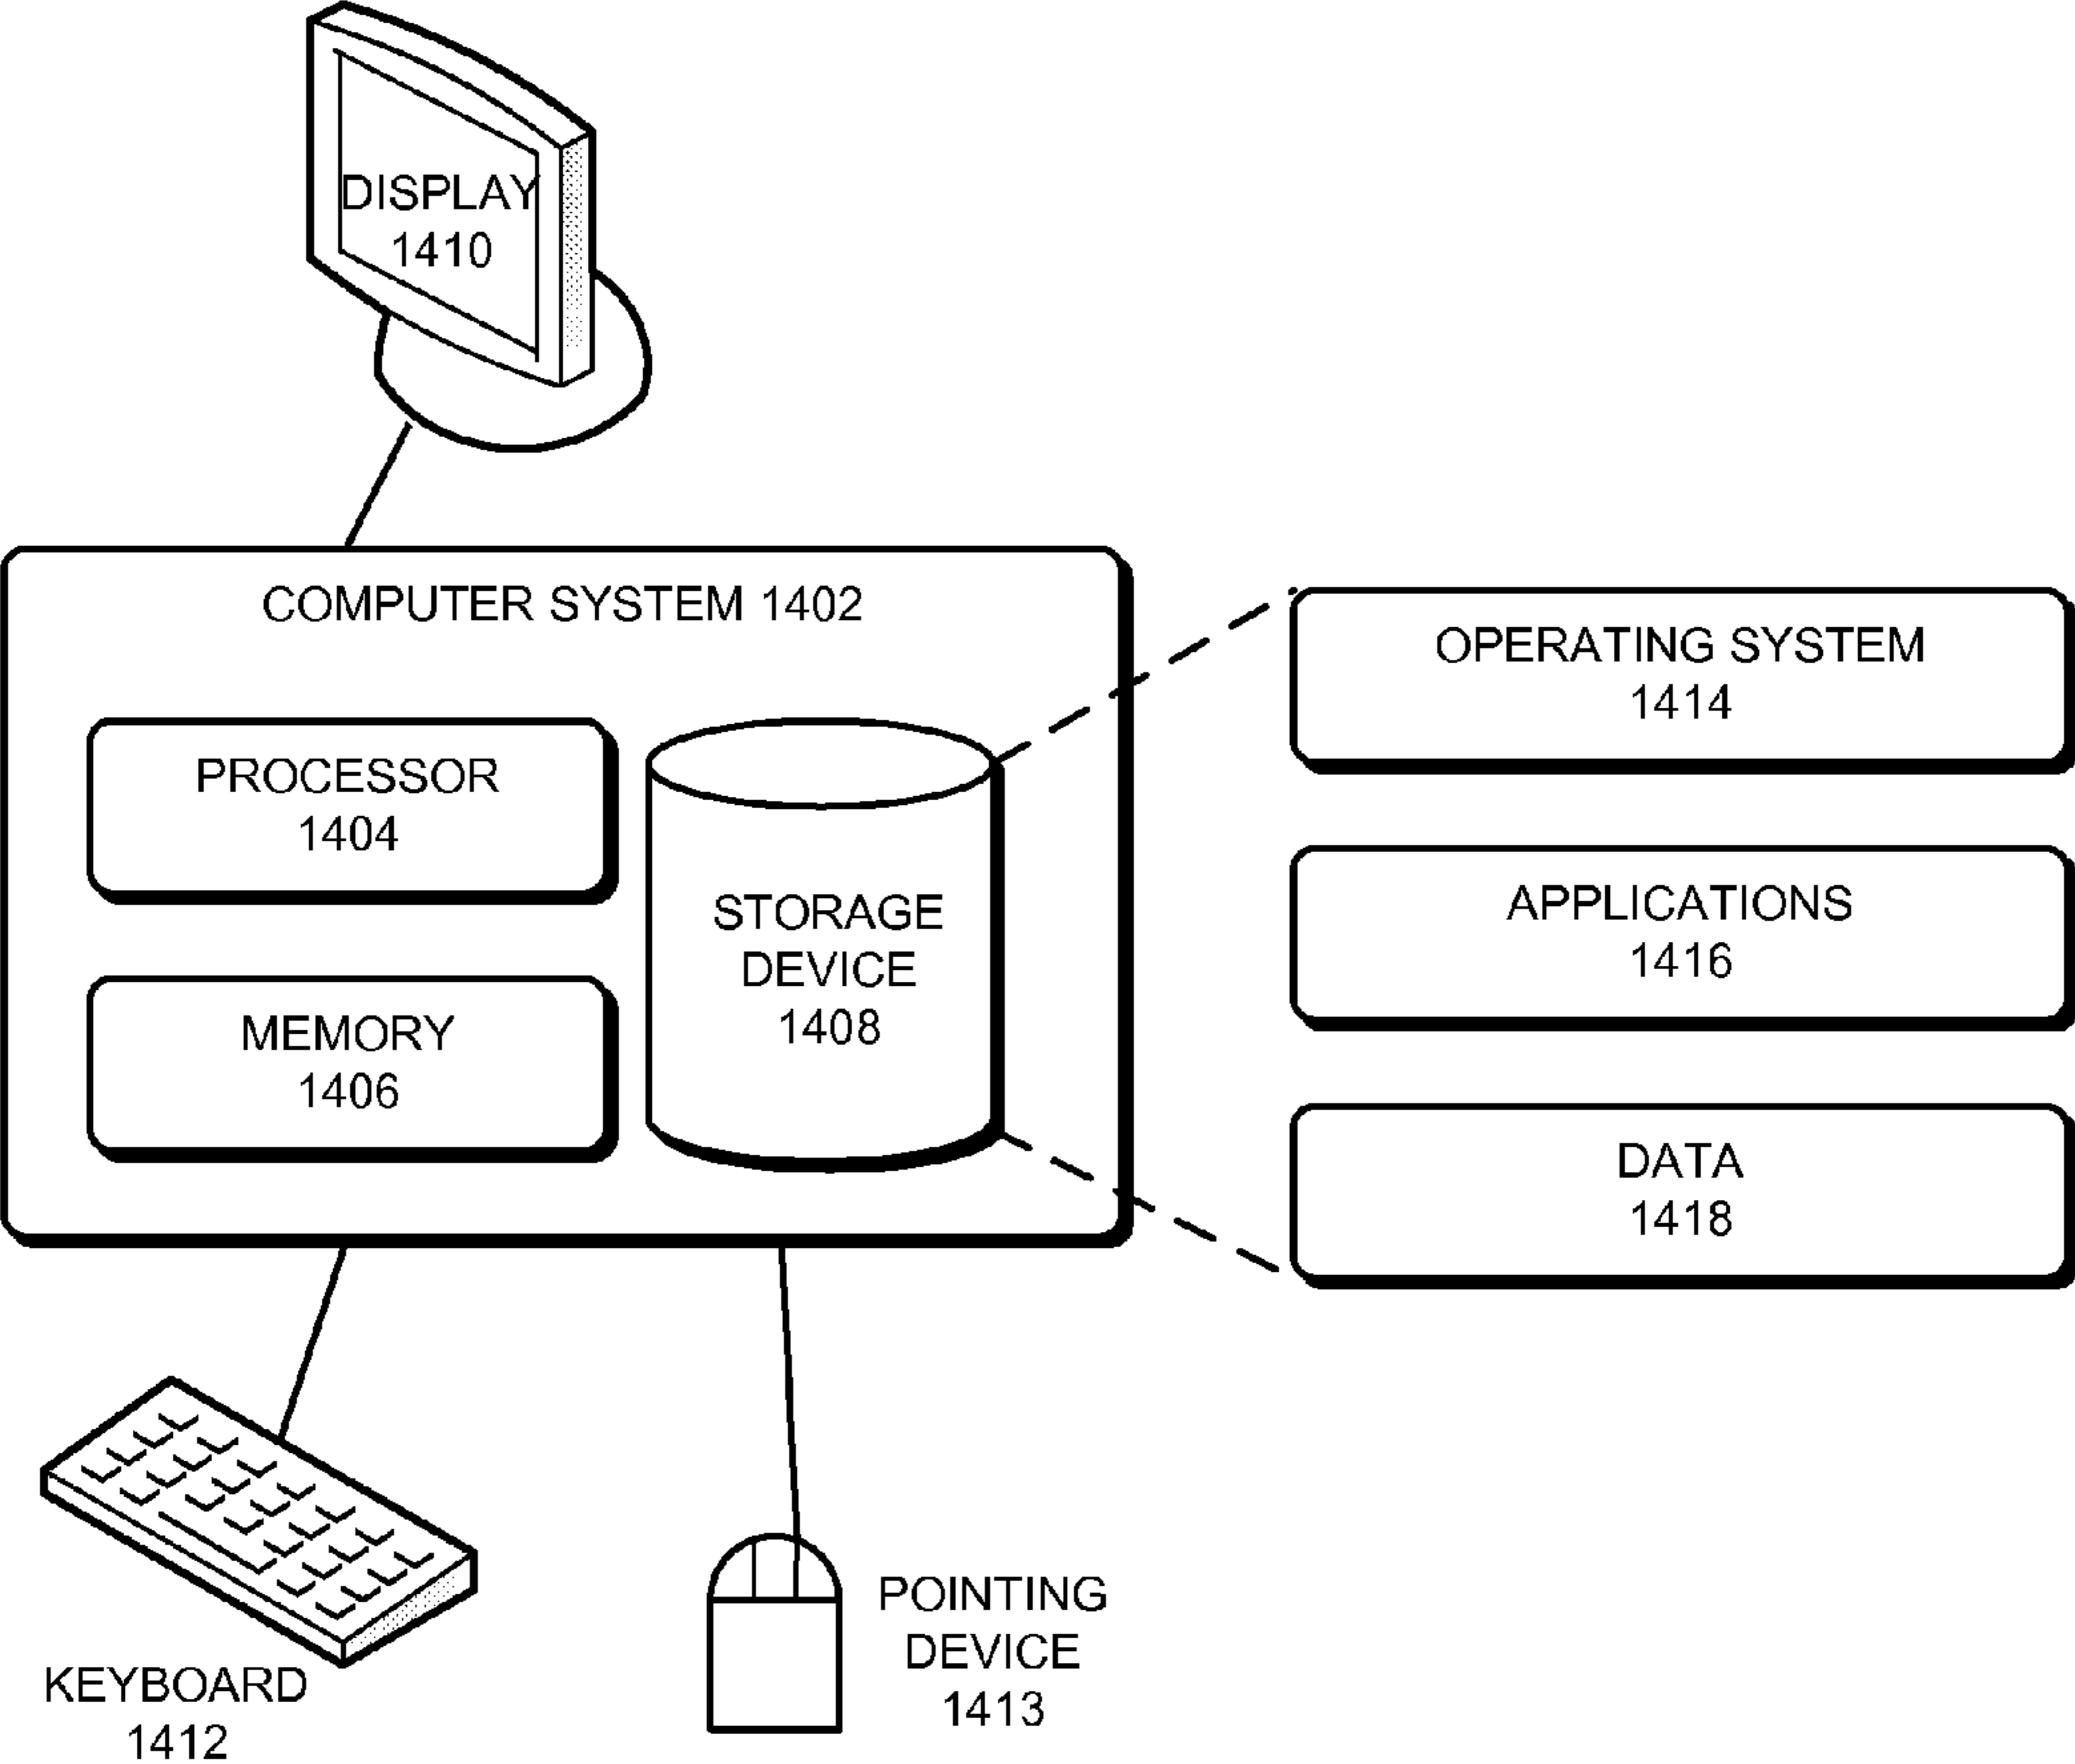 DISPLAY
1410
COMPUTER SYSTEM 1402
PROCESSOR
1404
MEMORY
1406
STORAGE
DEVICE
1408
OPERATING SYSTEM
1414
APPLICATIONS
1416
DATA
1418
KEYBOARD
1412
POINTING
DEVICE
1413